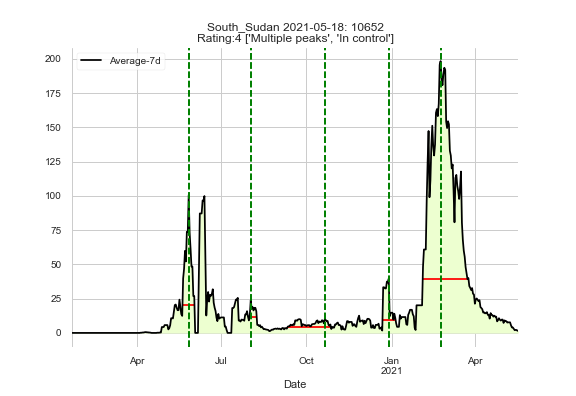 South_Sudan 2021-05-18: 10652
Rating:4 ['Multiple peaks', 'In control']
Average-7d
200
175
150
125
100
75
50
25
0
Apr
Jul
Oct
Jan
2021
Apr
Date